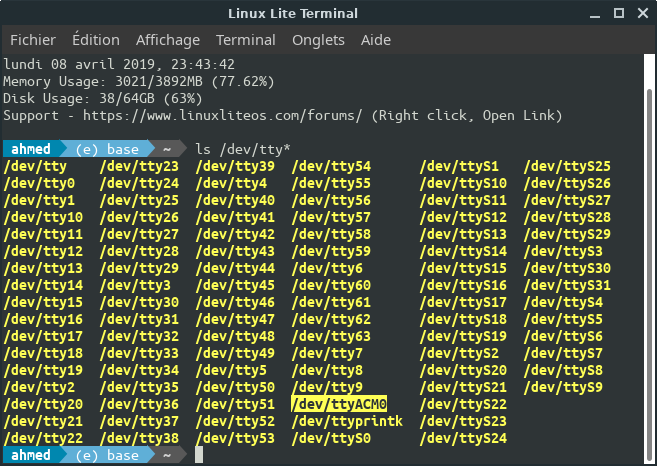 Linux Lite Terminal
Fichier Édition Affichage Terminal Onglets Aide
lundi 08 avril 2019, 23:43:42
Memory Usage: 3021/3892MB (77.62%)
Disk Usage: 38/64GB (63%)
Support - https://www.linuxliteos.com/forums/ (Right click, Open Link)
ahmed (e) base ~ ls /dev/tty*
/dev/tty /dev/tty23 /dev/tty39 /dev/tty54 /dev/ttyS1 /dev/ttyS25
/dev/tty0 /dev/tty24 /dev/tty4 /dev/tty55 /dev/ttyS10 /dev/ttyS26
/dev/tty1 /dev/tty25 /dev/tty40 /dev/tty56 /dev/ttyS11 /dev/ttyS27
/dev/tty10 /dev/tty26 /dev/tty41 /dev/tty57 /dev/ttyS12 /dev/ttyS28
/dev/tty11 /dev/tty27 /dev/tty42 /dev/tty58 /dev/ttyS13 /dev/ttyS29
/dev/tty12 /dev/tty28 /dev/tty43 /dev/tty59 /dev/ttyS14 /dev/ttyS3
/dev/tty13 /dev/tty29 /dev/tty44 /dev/tty6 /dev/ttyS15 /dev/ttyS30
/dev/tty14 /dev/tty3 /dev/tty45 /dev/tty60 /dev/ttyS16 /dev/ttyS31
/dev/tty15 /dev/tty30 /dev/tty46 /dev/tty61 /dev/ttyS17 /dev/ttyS4
/dev/tty16 /dev/tty31 /dev/tty47 /dev/tty62 /dev/ttyS18 /dev/ttyS5
/dev/tty17 /dev/tty32 /dev/tty48 /dev/tty63 /dev/ttyS19 /dev/ttyS6
/dev/tty18 /dev/tty33 /dev/tty49 /dev/tty7 /dev/ttyS2 /dev/ttyS7
/dev/tty19 /dev/tty34 /dev/tty5 /dev/tty8 /dev/ttyS20 /dev/ttyS8
/dev/tty2 /dev/tty35 /dev/tty50 /dev/tty9 /dev/ttyS21 /dev/ttyS9
/dev/tty20 /dev/tty36 /dev/tty51 /dev/ttyACM0 /dev/ttyS22
/dev/tty21 /dev/tty37 /dev/tty52 /dev/ttyprintk /dev/ttyS23
/dev/tty22 /dev/tty38 /dev/tty53 /dev/ttyS0 /dev/ttyS24
ahmed (e) base ~